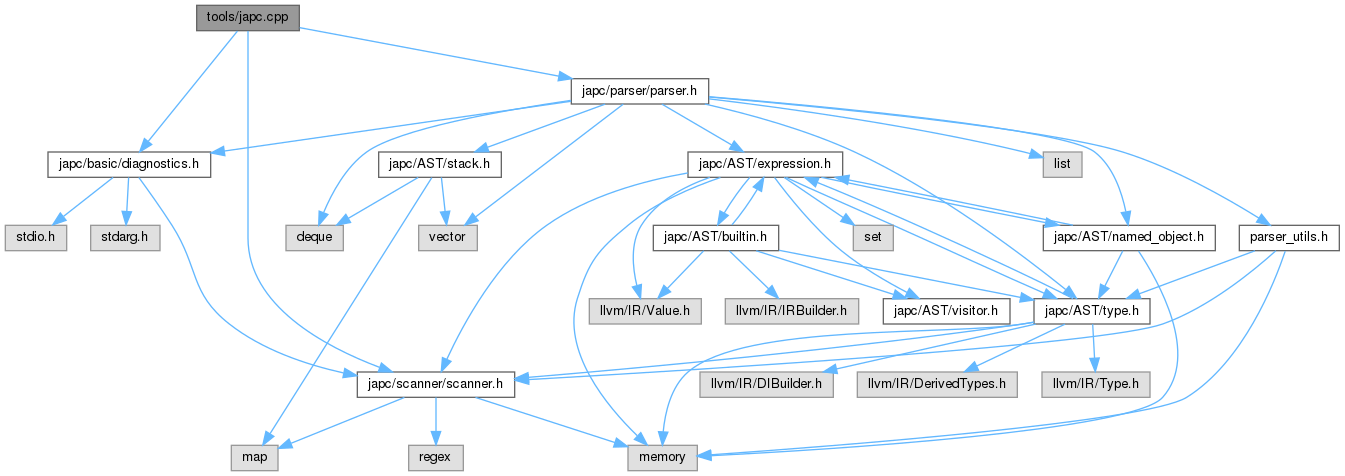 tools/japc.cpp
japc/parser/parser.h
japc/basic/diagnostics.h
japc/AST/stack.h
japc/AST/expression.h
list
stdio.h
stdarg.h
deque
vector
japc/AST/builtin.h
set
japc/AST/named_object.h
parser_utils.h
llvm/IR/Value.h
llvm/IR/IRBuilder.h
japc/AST/visitor.h
japc/AST/type.h
japc/scanner/scanner.h
llvm/IR/DIBuilder.h
llvm/IR/DerivedTypes.h
llvm/IR/Type.h
map
regex
memory